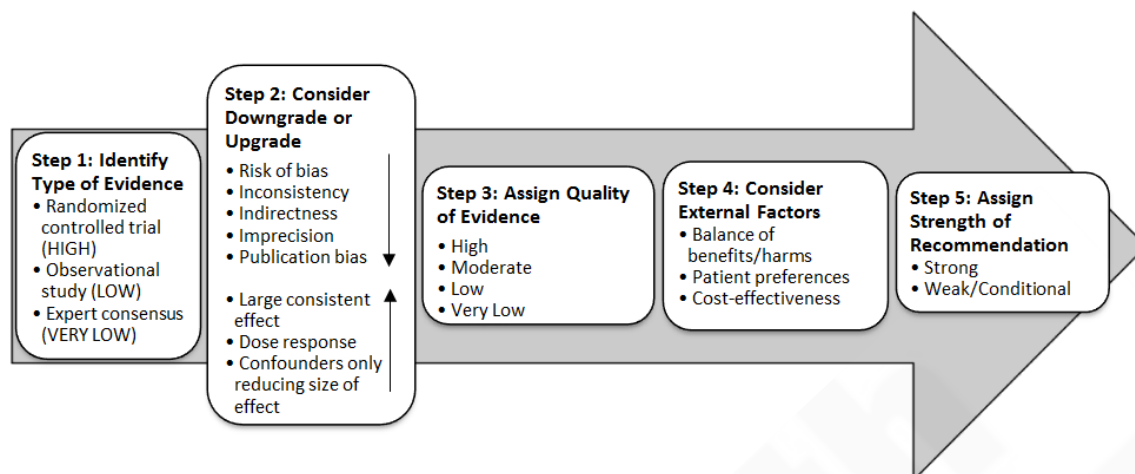 Step 1: Identify
Type of Evidence
• Randomized
controlled trial
(HIGH)
• Observational
study (LOW)
• Expert consensus
(VERY LOW)
Step 2: Consider
Downgrade or
Upgrade
• Risk of bias
• Inconsistency
• Indirectness
• Imprecision
• Publication bias
• Large consistent
effect
• Dose response
• Confounders only
reducing size of
effect
Step 3: Assign Quality
of Evidence
• High
• Moderate
• Low
• Very Low
Step 4: Consider
External Factors
• Balance of
benefits/harms
• Patient preferences
• Cost-effectiveness
Step 5: Assign
Strength of
Recommendation
• Strong
• Weak/Conditional